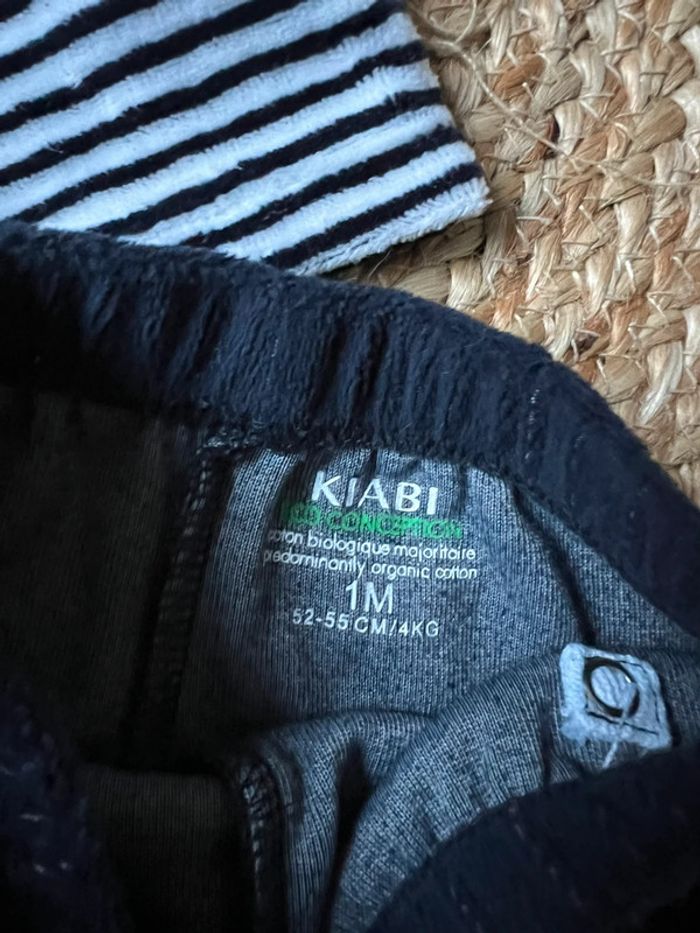 KIABI
ECO-CONCEPTION
coton biologique majoritaire
predominantly organic cotton
1M
52-55 CM/4KG